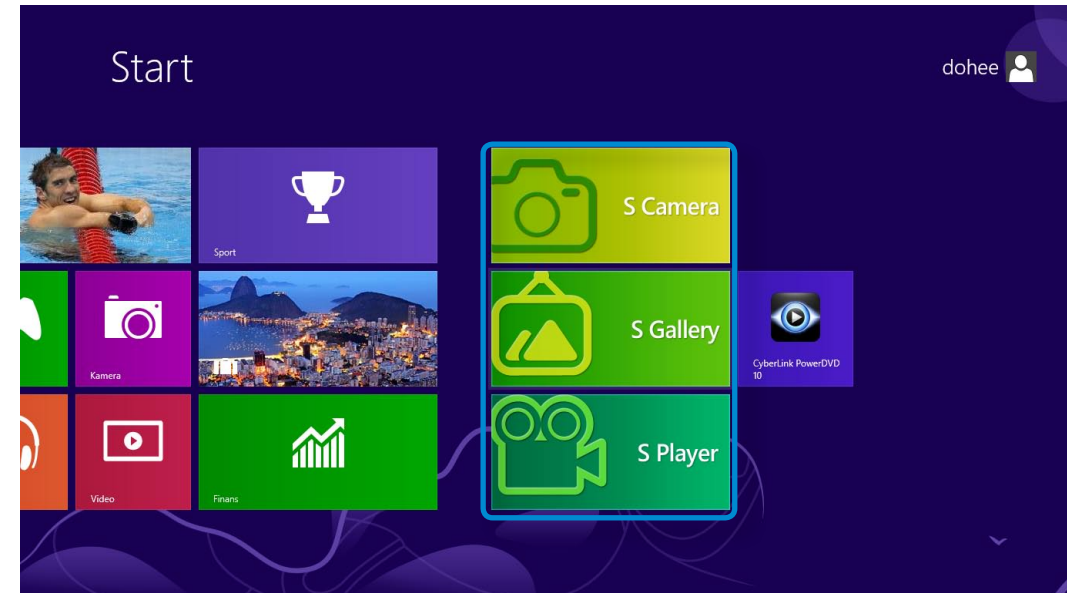 Start
dohee
Sport
S Camera
Kamera
S Gallery
CyberLink PowerDVD
10
Video
Finans
S Player